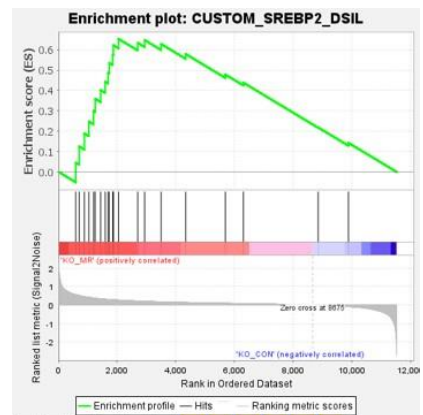 Enrichment plot: CUSTOM_SREBP2_DSIL
Enrichment score (ES)
0.6
0.5
0.4
0.3
0.2
0.1
0.0
'KO_MR' (positively correlated)
Ranked list metric (Signal2Noise)
2
1
0
-1
-2
Zero cross at 8675
'KO_CON' (negatively correlated)
0 2,000 4,000 6,000 8,000 10,000 12,000
Rank in Ordered Dataset
Enrichment profile Hits Ranking metric scores